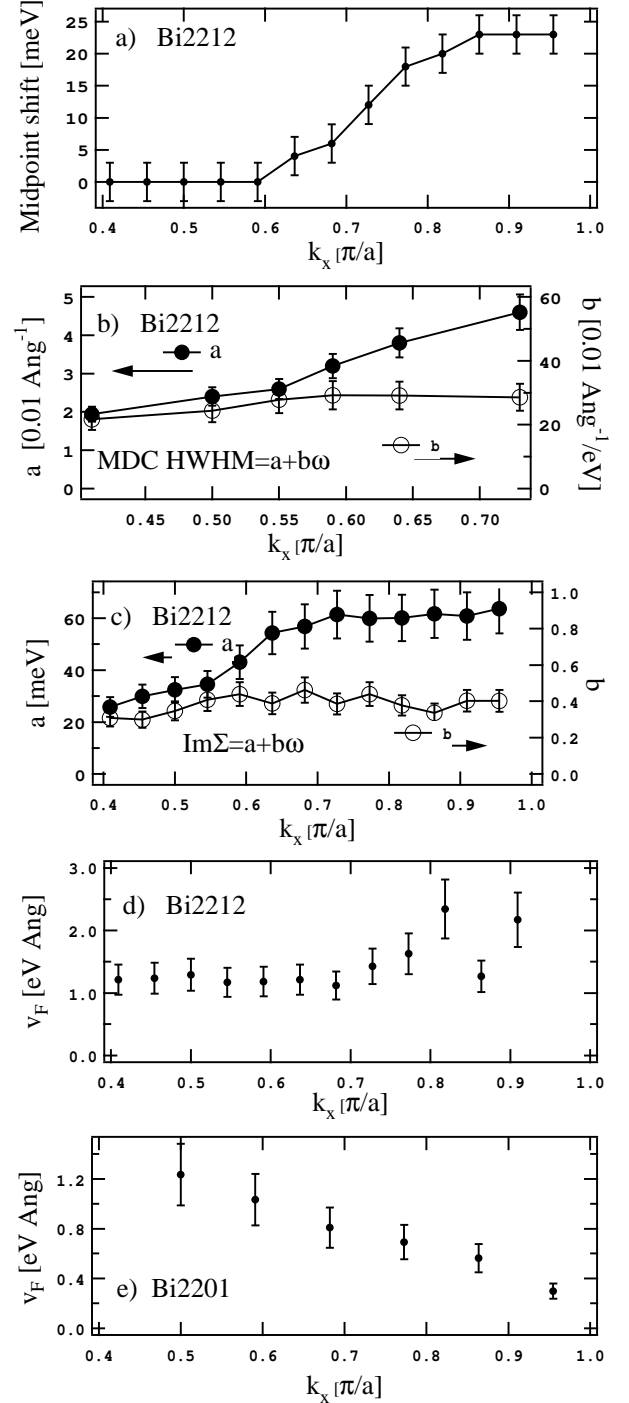 a) Bi2212
Midpoint shift [meV]
25
20
15
10
5
0
0.4 0.5 0.6 0.7 0.8 0.9 1.0
k_x [π/a]
b) Bi2212
a
a [0.01 Ang⁻¹]
5
4
3
2
1
0
b [0.01 Ang⁻¹/eV]
60
40
20
0
b
MDC HWHM=a+bω
0.45 0.50 0.55 0.60 0.65 0.70
k_x [π/a]
c) Bi2212
a
a [meV]
60
40
20
0
b
1.0
0.8
0.6
0.4
0.2
0.0
b
ImΣ=a+bω
0.4 0.5 0.6 0.7 0.8 0.9 1.0
k_x [π/a]
d) Bi2212
v_F [eV Ang]
3.0
2.0
1.0
0.0
0.4 0.5 0.6 0.7 0.8 0.9 1.0
k_x [π/a]
v_F [eV Ang]
1.2
0.8
0.4
0.0
e) Bi2201
0.4 0.5 0.6 0.7 0.8 0.9 1.0
k_x [π/a]